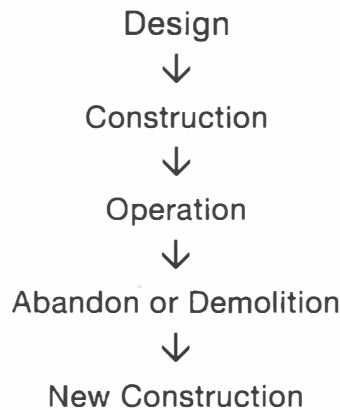 Design
↓
Construction
↓
Operation
↓
Abandon or Demolition
↓
New Construction